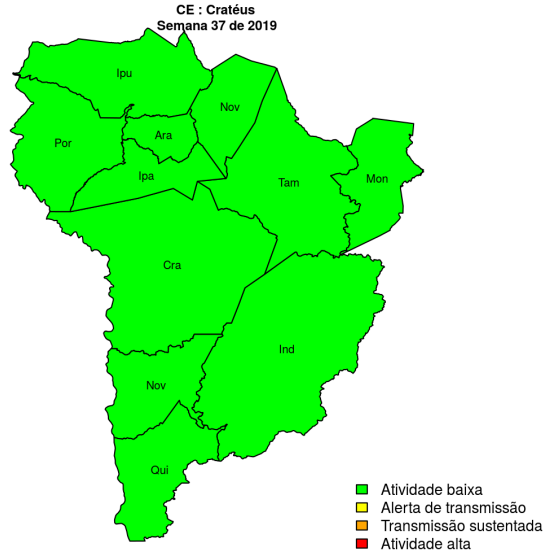 CE : Cratéus
Semana 37 de 2019
Ipu
Nov
Ara
Por
Ipa
Mon
Tam
Cra
Ind
Nov
Qui
Atividade baixa
Alerta de transmissão
Transmissão sustentada
Atividade alta